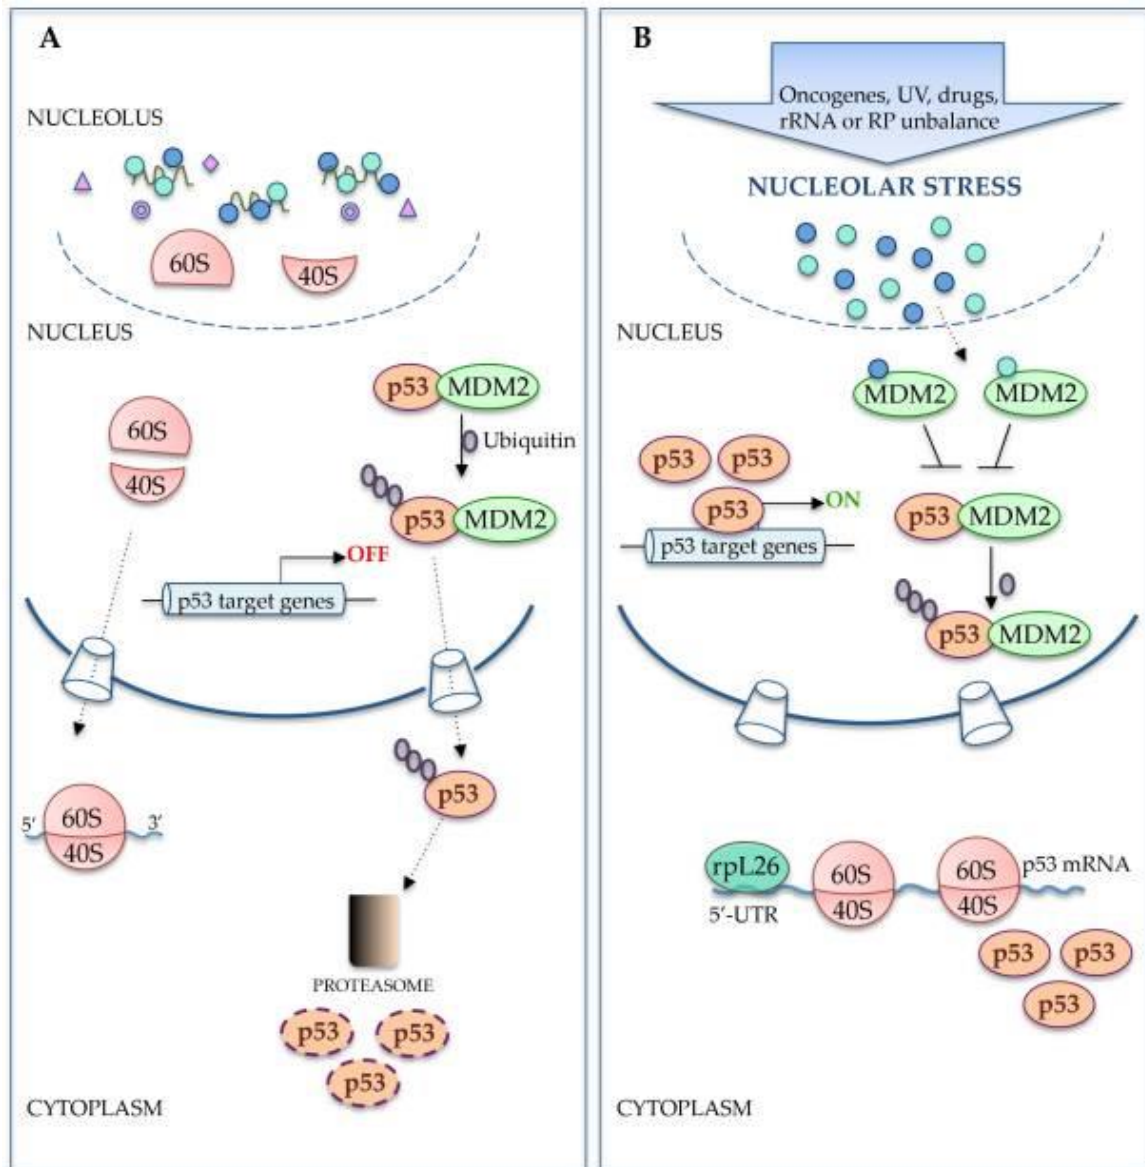 A
NUCLEOLUS
60S
40S
NUCLEUS
p53 MDM2
Ubiquitin
60S
40S
p53 MDM2
OFF
p53 target genes
p53
5' 60S 3'
40S
PROTEASOME
p53 p53
p53
CYTOPLASM
B
Oncogenes, UV, drugs,
rRNA or RP unbalance
NUCLEOLAR STRESS
NUCLEUS
MDM2 MDM2
p53 p53
p53 ON
p53 target genes
p53 MDM2
p53 MDM2
rpL26 60S 60S p53 mRNA
5'-UTR 40S 40S
p53 p53
p53
CYTOPLASM